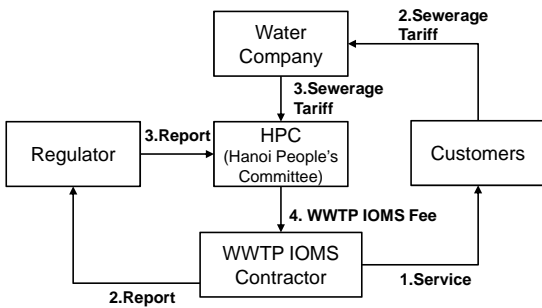 Water
Company
2.Sewerage
Tariff
3.Sewerage
Tariff
Regulator
3.Report
HPC
(Hanoi People's
Committee)
Customers
4. WWTP IOMS Fee
WWTP IOMS
Contractor
2.Report
1.Service